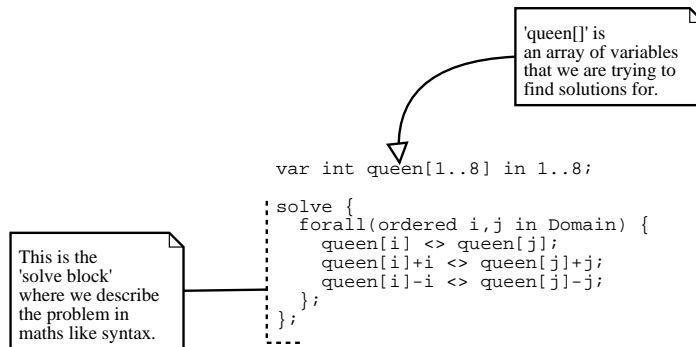 'queen[]' is
an array of variables
that we are trying to
find solutions for.
var int queen[1..8] in 1..8;
solve {
forall(ordered i,j in Domain) {
queen[i] <> queen[j];
queen[i]+i <> queen[j]+j;
queen[i]-i <> queen[j]-j;
};
};
This is the
'solve block'
where we describe
the problem in
maths like syntax.